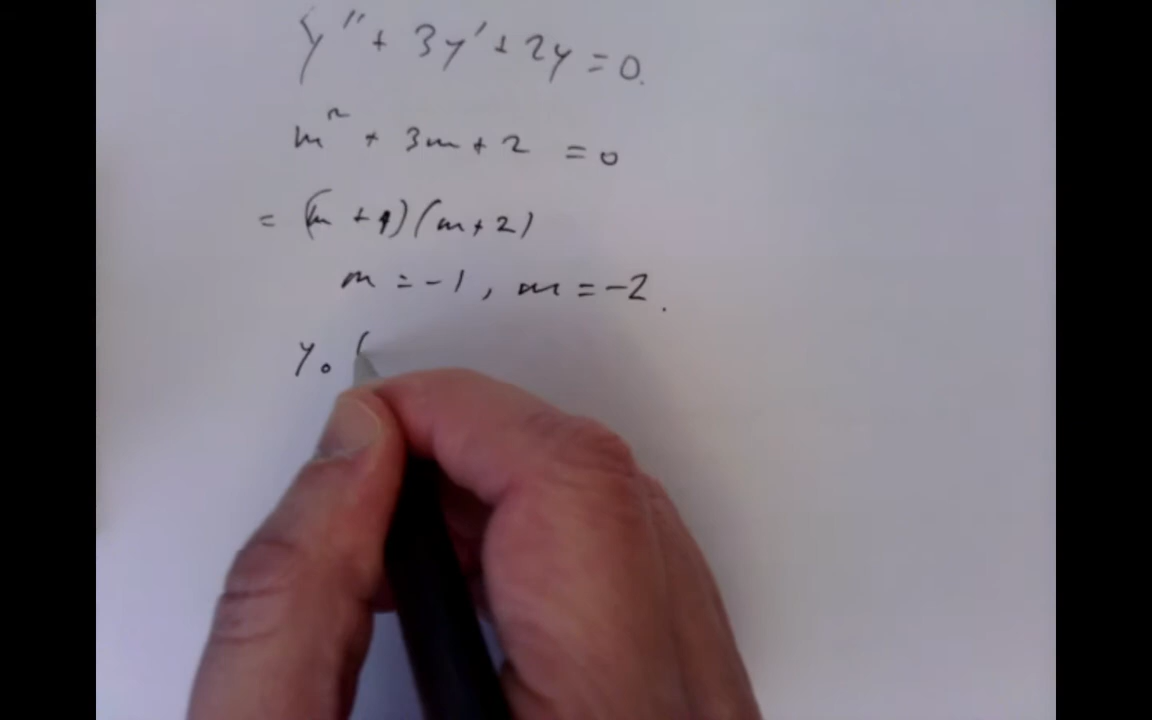 y'' + 3y' + 2y = 0.
m² + 3m + 2 = 0
= (m + 1)(m + 2)
m = -1, m = -2.
y₀ (